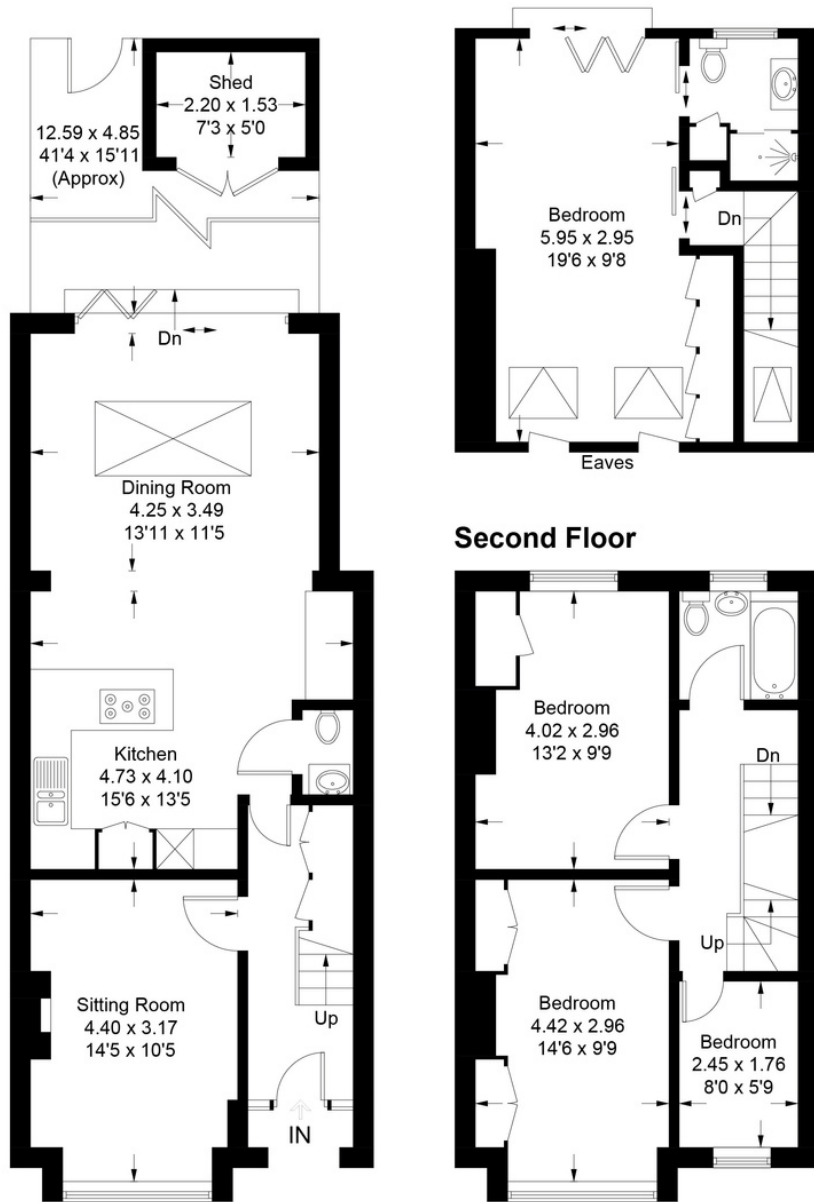 Shed
2.20 x 1.53
7'3 x 5'0
12.59 x 4.85
41'4 x 15'11
(Approx)
Dn
Dining Room
4.25 x 3.49
13'11 x 11'5
Kitchen
4.73 x 4.10
15'6 x 13'5
Sitting Room
4.40 x 3.17
14'5 x 10'5
Up
IN
Bedroom
5.95 x 2.95
19'6 x 9'8
Dn
Eaves
Second Floor
Bedroom
4.02 x 2.96
13'2 x 9'9
Dn
Up
Bedroom
4.42 x 2.96
14'6 x 9'9
Bedroom
2.45 x 1.76
8'0 x 5'9